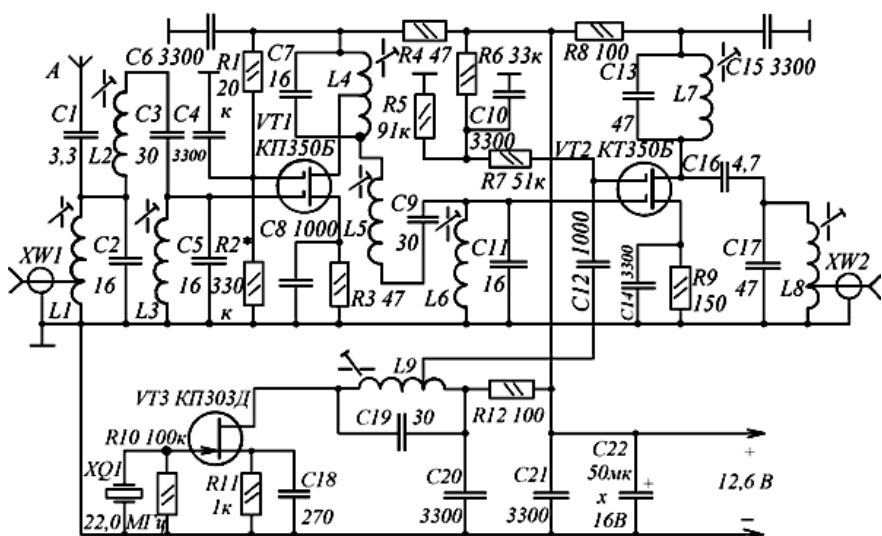 C6 3300
R1
20
к
C7
16
L4
R4 47
R6 33к
R8 100
C13
47
L7
C15 3300
A
C1
3,3
L2
C3
30
C4
3300
VT1
КП350Б
R5
91к
C10
3300
R7 51к
VT2
КТ350Б
C16
4,7
XW1
L1
C2
16
L3
C5
16
R2*
330
к
C8 1000
R3 47
L5
C9
30
L6
C11
16
C12 1000
C14 3300
R9
150
C17
47
L8
XW2
VT3 КП303Д
L9
C19
30
R12 100
R10 100к
XQ1
22,0 МГц
R11
1к
C18
270
C20
3300
C21
3300
C22
50мк
х
16В
+
+
12,6 В
−